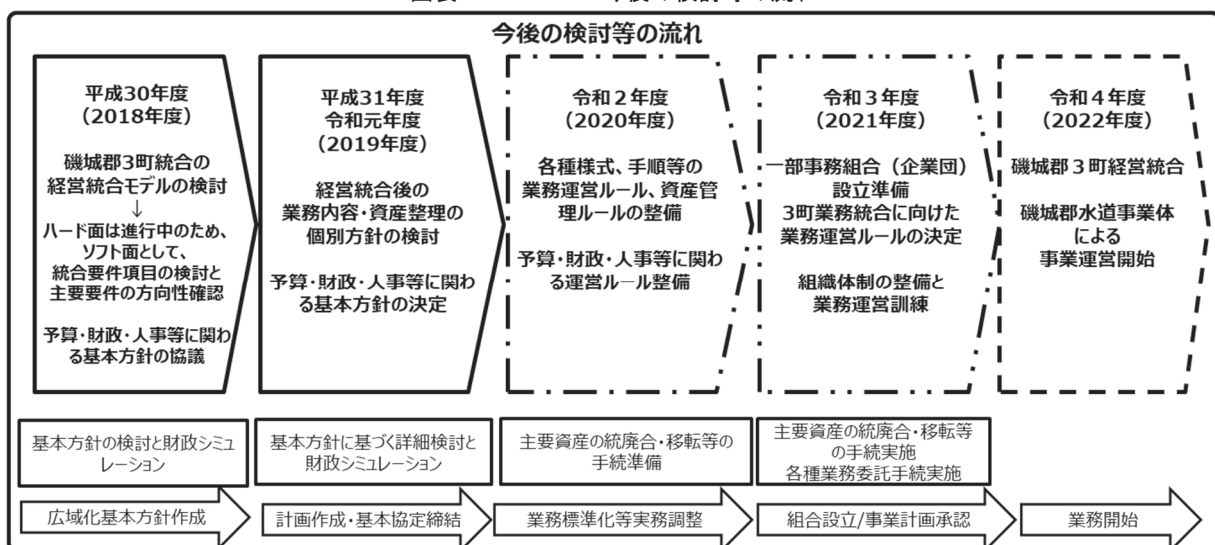 今後の検討等の流れ
平成30年度
（2018年度）
磯城郡3町統合の
経営統合モデルの検討
↓
ハード面は進行中のため、
ソフト面として、
統合要件項目の検討と
主要要件の方向性確認
予算・財政・人事等に関わ
る基本方針の協議
平成31年度
令和元年度
（2019年度）
経営統合後の
業務内容・資産整理の
個別方針の検討
予算・財政・人事等に関わ
る基本方針の決定
令和２年度
（2020年度）
各種様式、手順等の
業務運営ルール、資産管
理ルールの整備
予算・財政・人事等に関わ
る運営ルール整備
令和３年度
（2021年度）
一部事務組合（企業団）
設立準備
3町業務統合に向けた
業務運営ルールの決定
組織体制の整備と
業務運営訓練
令和４年度
（2022年度）
磯城郡３町経営統合
磯城郡水道事業体
による
事業運営開始
基本方針の検討と財政シミュ
レーション
基本方針に基づく詳細検討と
財政シミュレーション
主要資産の統廃合・移転等の
手続準備
主要資産の統廃合・移転等
の手続実施
各種業務委託手続実施
広域化基本方針作成
計画作成・基本協定締結
業務標準化等実務調整
組合設立/事業計画承認
業務開始